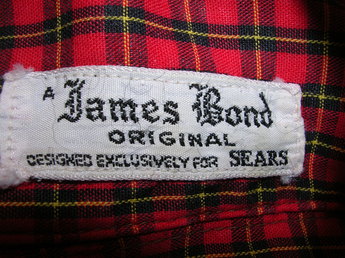 A James Bond
ORIGINAL
DESIGNED EXCLUSIVELY FOR SEARS